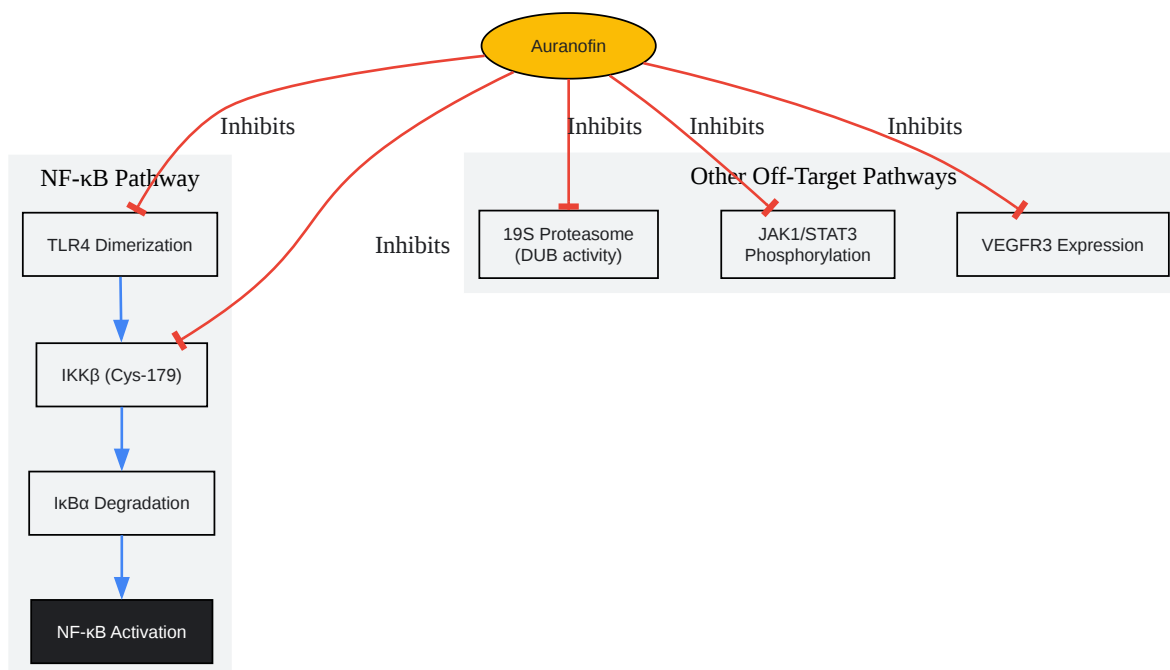 Auranofin
Inhibits
Inhibits
Inhibits
Inhibits
NF-κB Pathway
Other Off-Target Pathways
TLR4 Dimerization
Inhibits
19S Proteasome
(DUB activity)
JAK1/STAT3
Phosphorylation
VEGFR3 Expression
IKKβ (Cys-179)
IκBα Degradation
NF-κB Activation